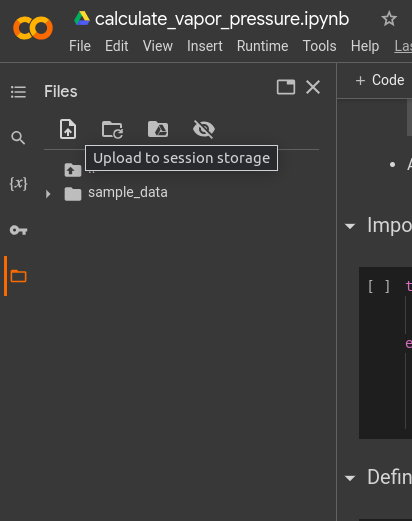 calculate_vapor_pressure.ipynb
File Edit View Insert Runtime Tools Help Las
Files
+ Code
Upload to session storage
..
sample_data
{x}
Impo
[ ]
Defin